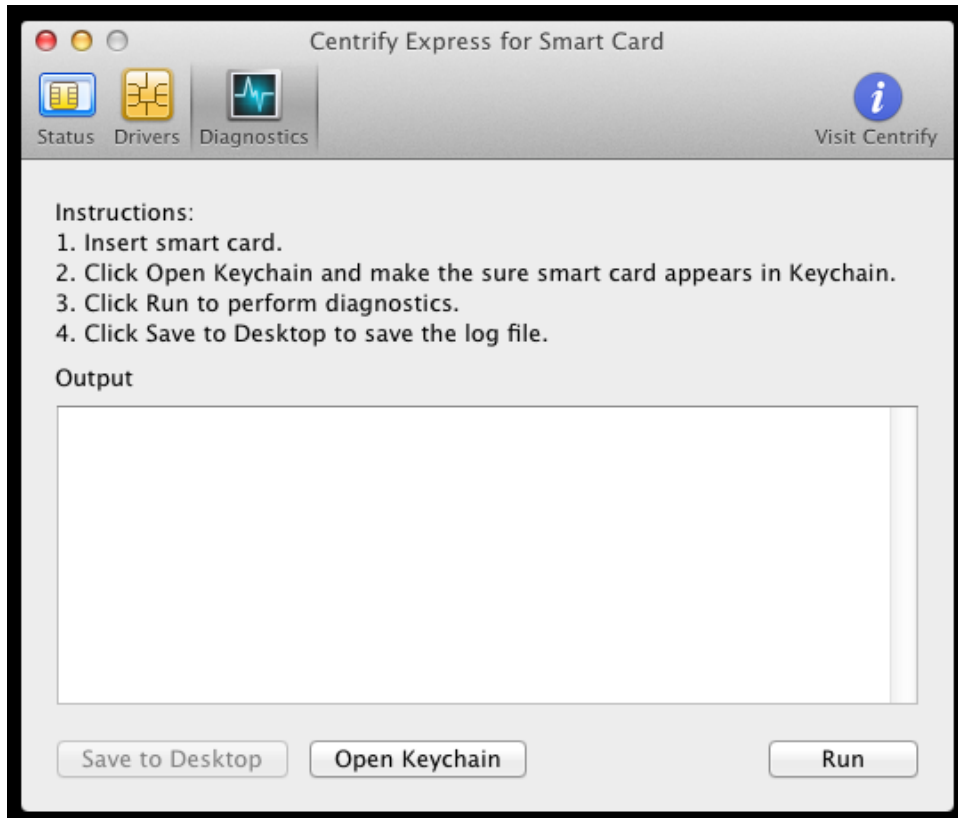 Centrify Express for Smart Card
Status Drivers Diagnostics Visit Centrify
Instructions:
1. Insert smart card.
2. Click Open Keychain and make the sure smart card appears in Keychain.
3. Click Run to perform diagnostics.
4. Click Save to Desktop to save the log file.
Output
Save to Desktop Open Keychain Run